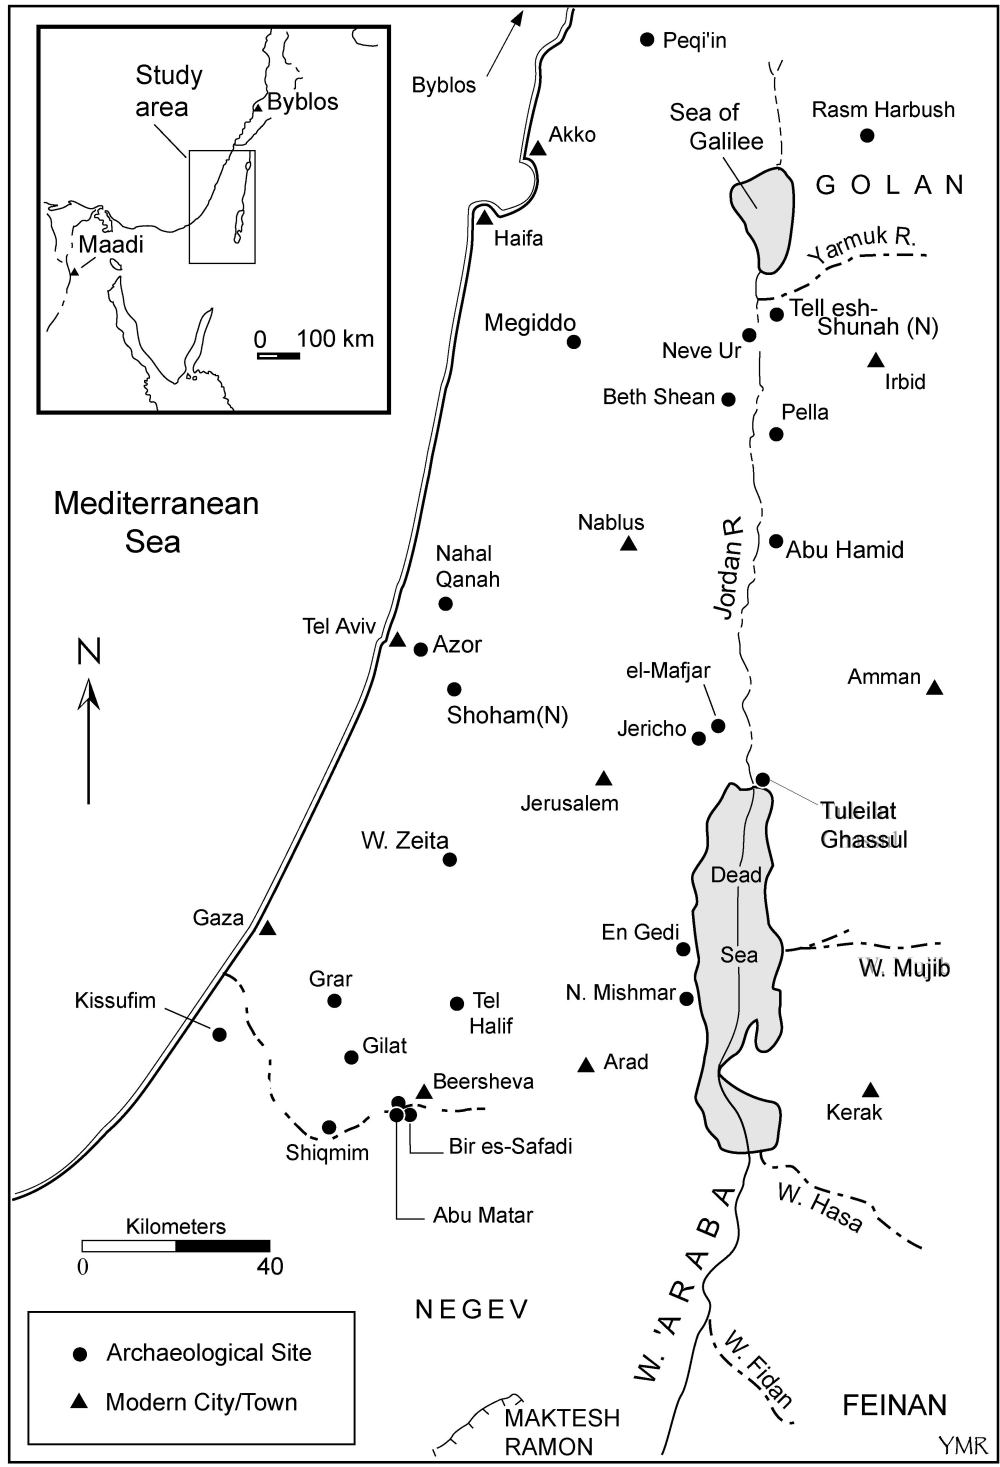 Study
area
Byblos
Maadi
0 100 km
Byblos
Peqi'in
Akko
Sea of
Galilee
Rasm Harbush
GOLAN
Haifa
Yarmuk R.
Megiddo
Tell esh-
Shunah (N)
Neve Ur
Irbid
Beth Shean
Pella
Mediterranean
Sea
Nablus
Jordan R
Abu Hamid
Nahal
Qanah
Tel Aviv
Azor
N
el-Mafjar
Amman
Shoham(N)
Jericho
Jerusalem
Tuleilat
Ghassul
W. Zeita
Dead
Sea
Gaza
En Gedi
W. Mujib
Grar
N. Mishmar
Kissufim
Tel
Halif
Gilat
Arad
Beersheva
Kerak
Shiqmim
Bir es-Safadi
Abu Matar
W. Hasa
Kilometers
0 40
W. 'ARABA
NEGEV
W. Fidan
Archaeological Site
Modern City/Town
FEINAN
MAKTESH
RAMON
YMR